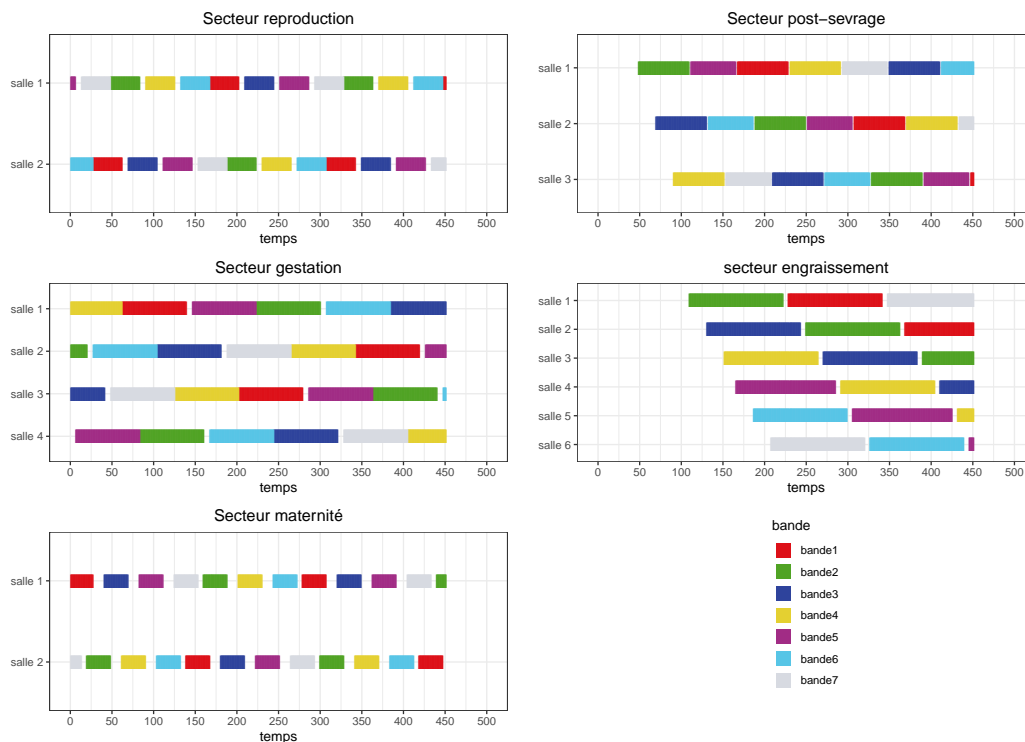 Secteur reproduction
salle 1
salle 2
0 50 100 150 200 250 300 350 400 450 500
temps
Secteur post−sevrage
salle 1
salle 2
salle 3
0 50 100 150 200 250 300 350 400 450 500
temps
Secteur gestation
salle 1
salle 2
salle 3
salle 4
0 50 100 150 200 250 300 350 400 450 500
temps
secteur engraissement
salle 1
salle 2
salle 3
salle 4
salle 5
salle 6
0 50 100 150 200 250 300 350 400 450 500
temps
Secteur maternité
salle 1
salle 2
0 50 100 150 200 250 300 350 400 450 500
temps
bande
bande1
bande2
bande3
bande4
bande5
bande6
bande7